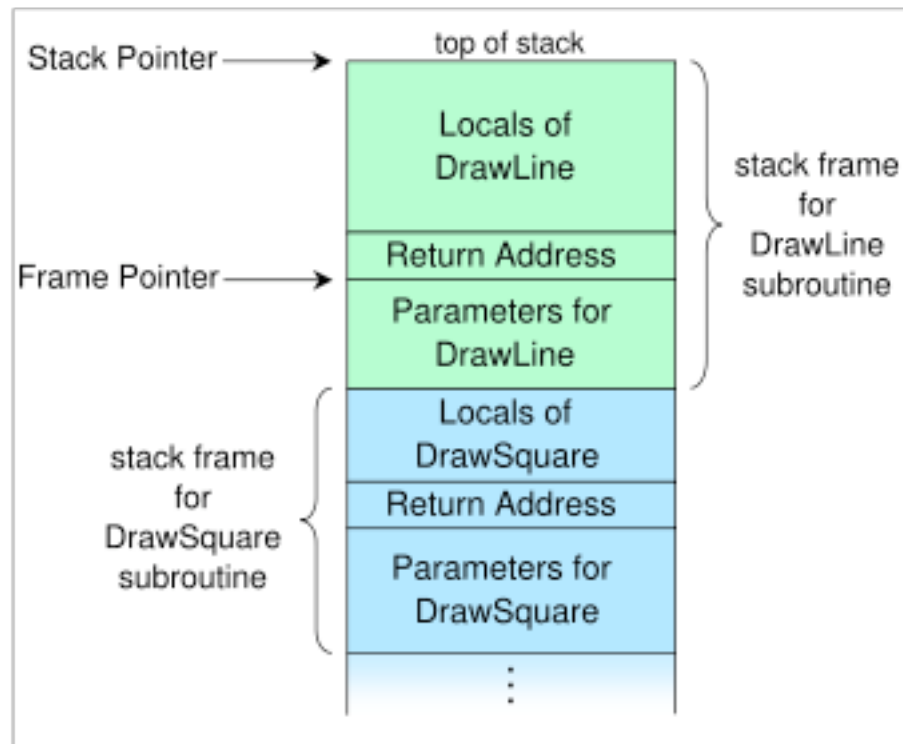 top of stack
Stack Pointer
Locals of
DrawLine
stack frame
for
DrawLine
subroutine
Return Address
Frame Pointer
Parameters for
DrawLine
Locals of
DrawSquare
stack frame
for
DrawSquare
subroutine
Return Address
Parameters for
DrawSquare